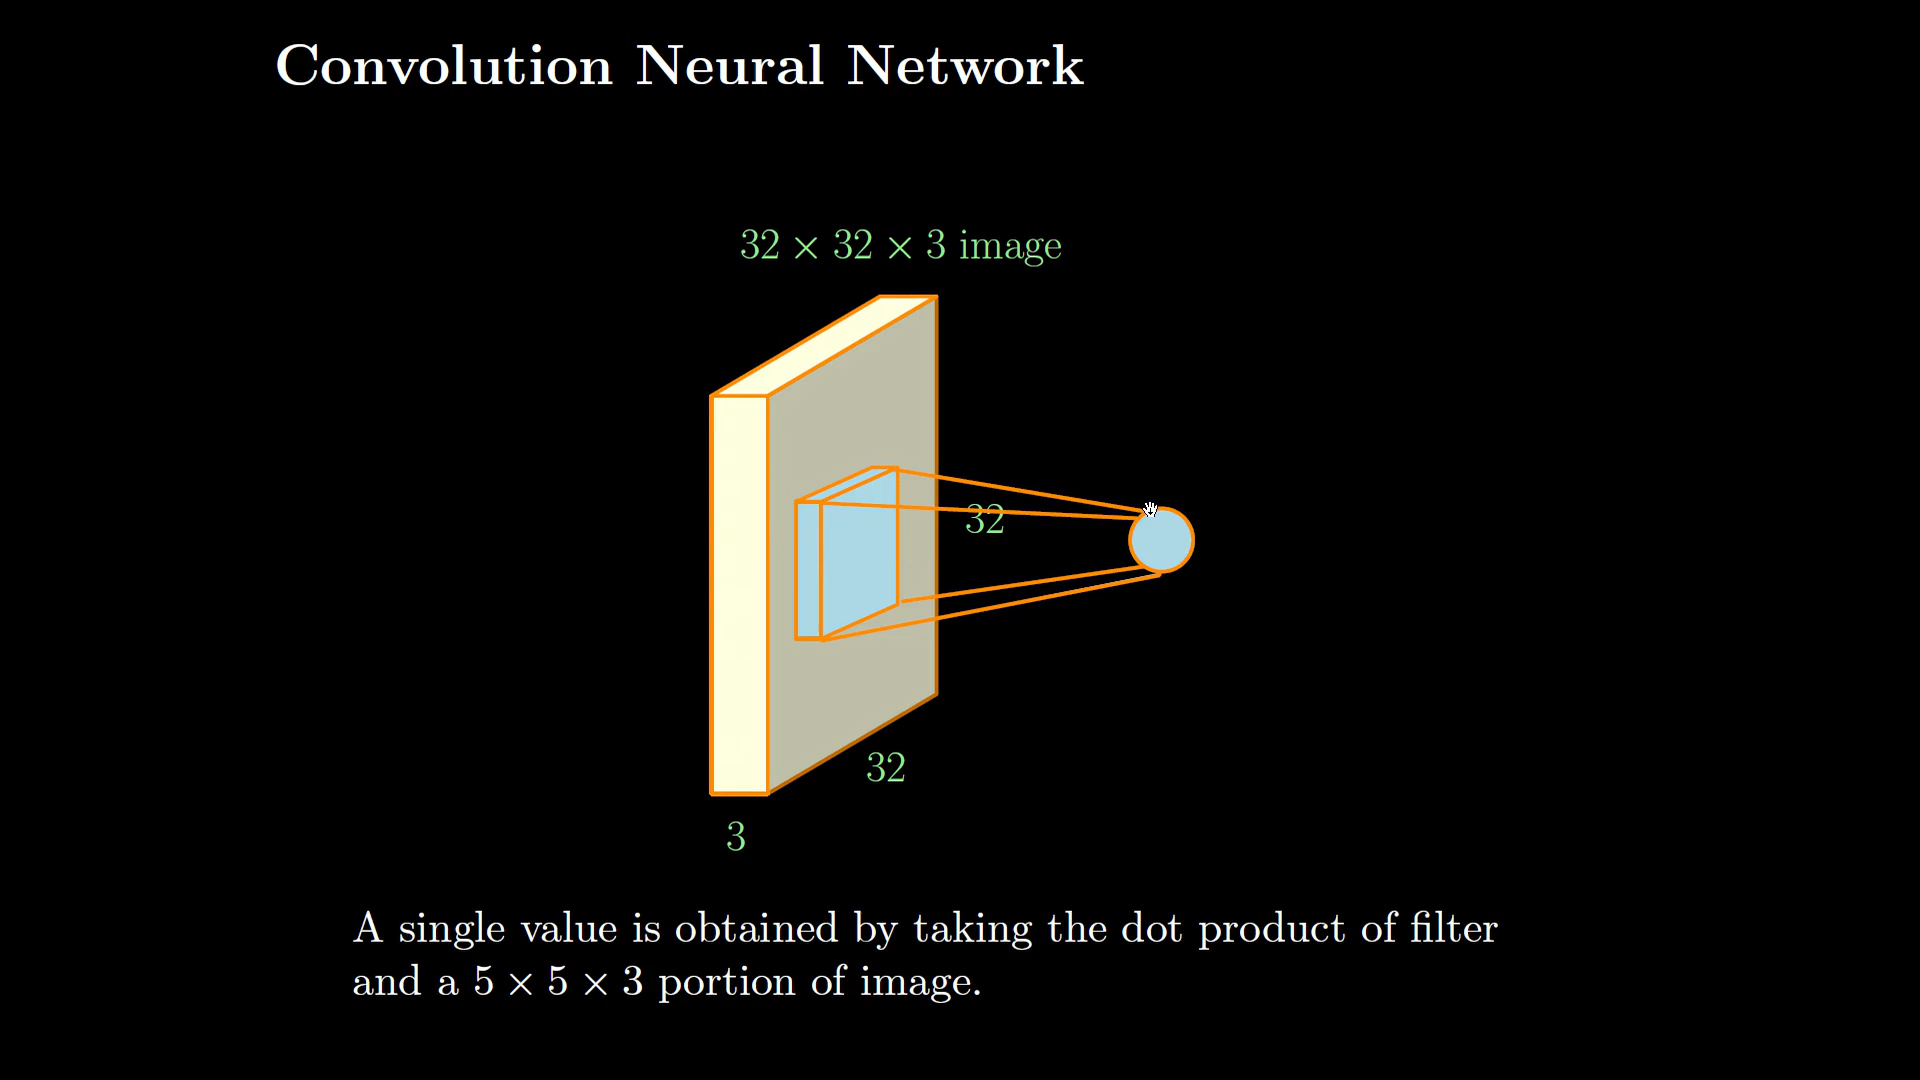 Convolution Neural Network
32 × 32 × 3 image
32
32
3
A single value is obtained by taking the dot product of filter
and a 5 × 5 × 3 portion of image.